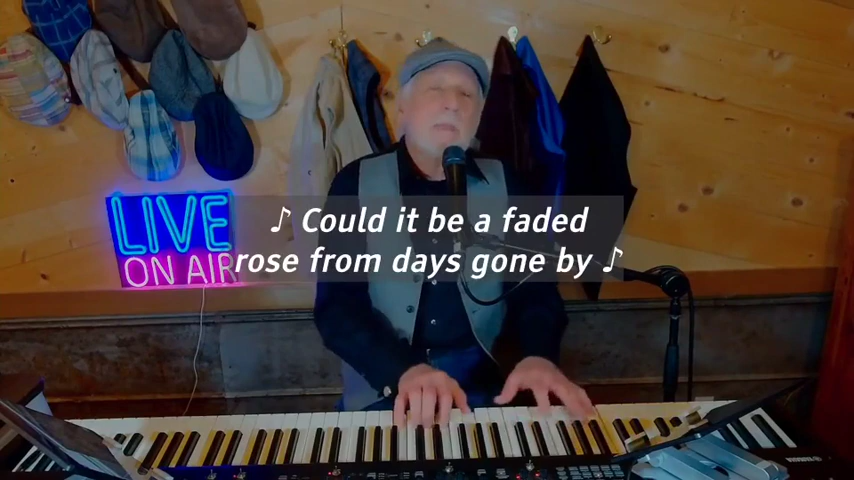 ♪ Could it be a faded
rose from days gone by ♪
LIVE
ON AIR